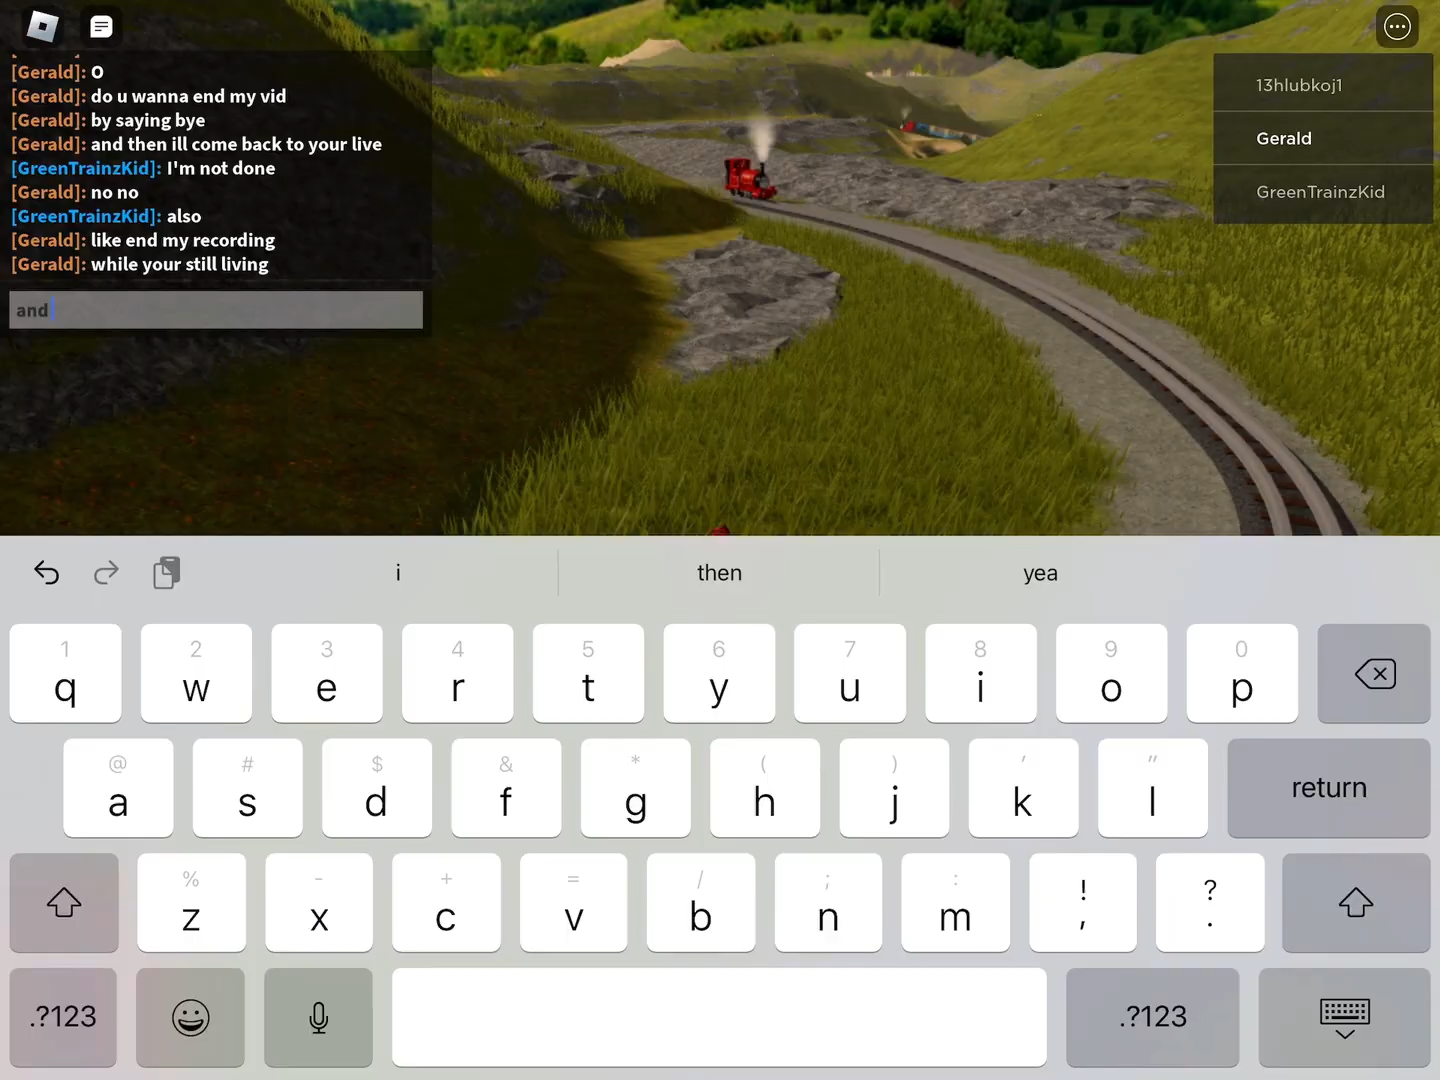 [Gerald]: O
[Gerald]: do u wanna end my vid
[Gerald]: by saying bye
[Gerald]: and then ill come back to your live
[GreenTrainzKid]: I'm not done
[Gerald]: no no
[GreenTrainzKid]: also
[Gerald]: like end my recording
[Gerald]: while your still living
and
13hlubkoj1
Gerald
GreenTrainzKid
i then yea
1 2 3 4 5 6 7 8 9 0
q w e r t y u i o p
@ # $ & * ( ) ' "
a s d f g h j k l return
% - + = / ; : ! ?
z x c v b n m , .
.?123 .?123